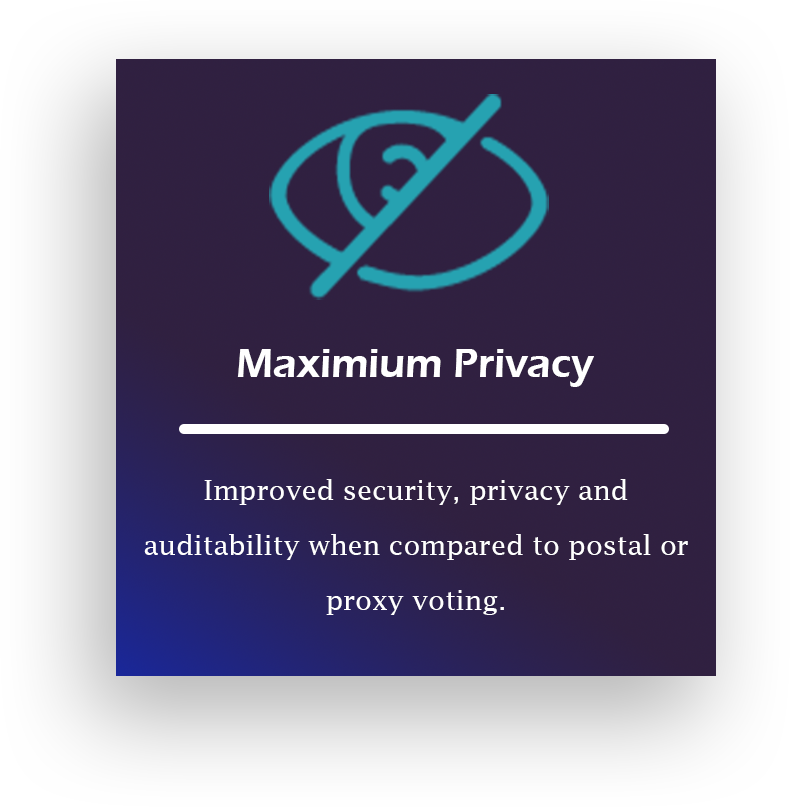 Maximium Privacy
Improved security, privacy and
auditability when compared to postal or
proxy voting.